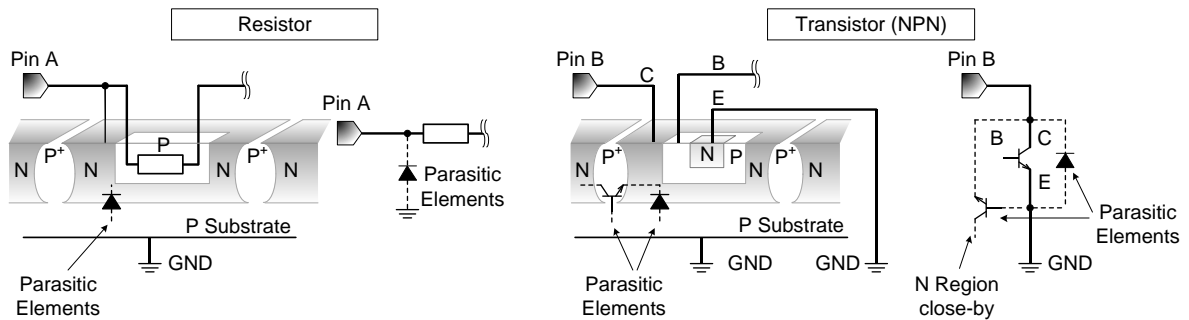 Resistor
Transistor (NPN)
Pin A
Pin A
N
P+
N
P
N
P+
N
Parasitic
Elements
P Substrate
GND
Parasitic
Elements
Pin B
C
B
E
N
P+
N
N
P
N
P+
N
P Substrate
GND
GND
Parasitic
Elements
Pin B
B
C
E
Parasitic
Elements
GND
N Region
close-by